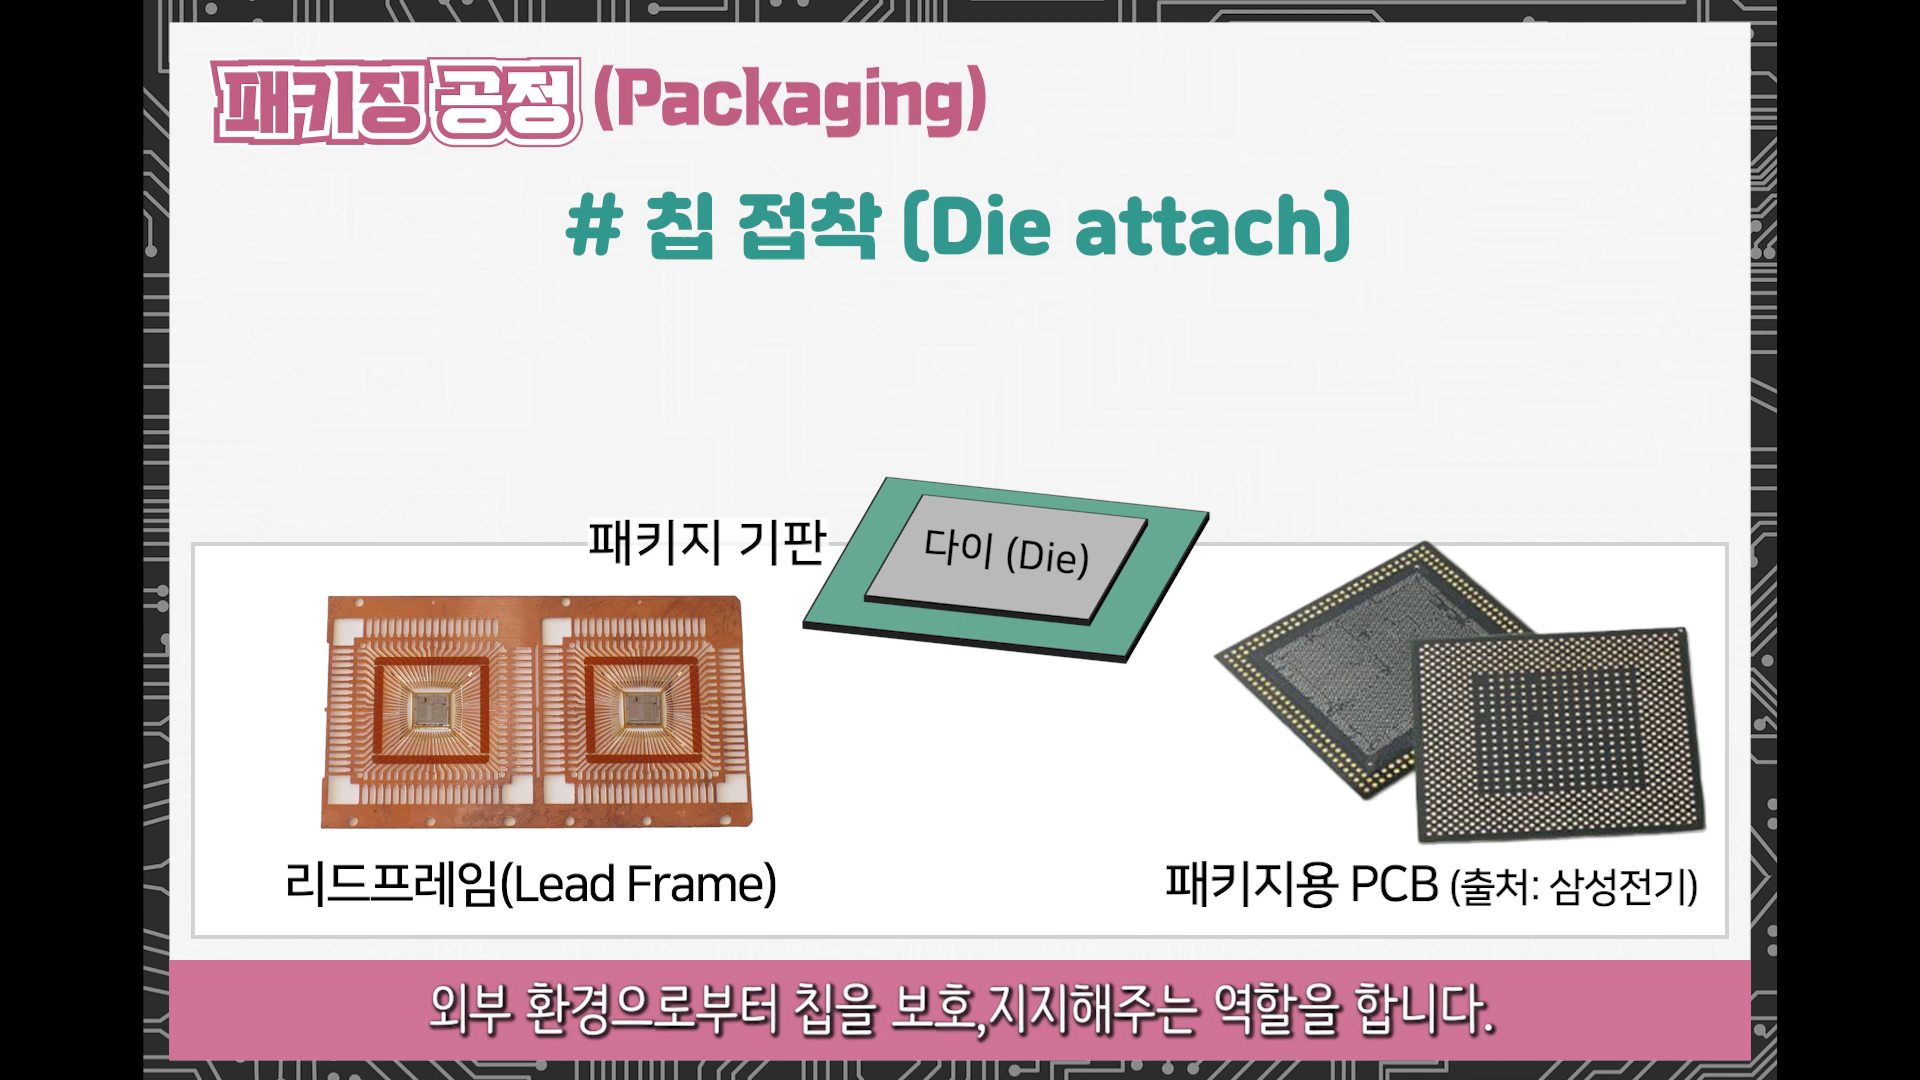 패키징 공정 (Packaging)
# 칩 접착 (Die attach)
패키지 기판
다이 (Die)
리드프레임(Lead Frame)
패키지용 PCB (출처: 삼성전기)
외부 환경으로부터 칩을 보호,지지해주는 역할을 합니다.